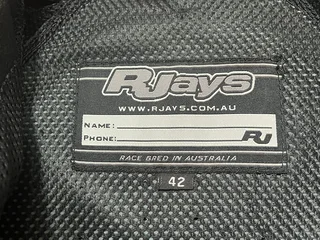 RJays
WWW.RJAYS.COM.AU
NAME:
PHONE:
RJ
RACE BRED IN AUSTRALIA
42